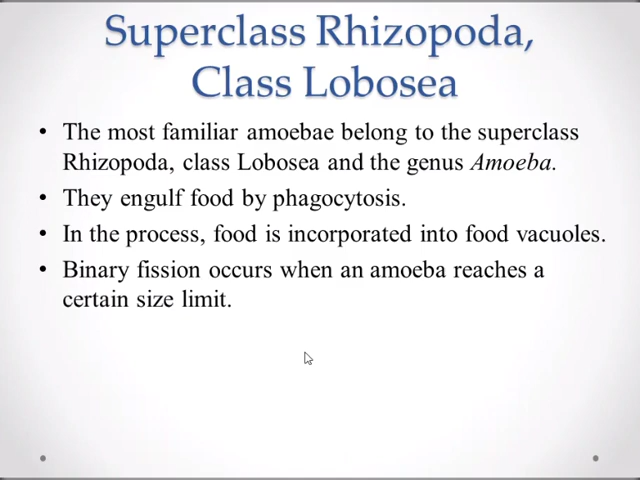 Superclass Rhizopoda,
Class Lobosea
• The most familiar amoebae belong to the superclass
Rhizopoda, class Lobosea and the genus Amoeba.
• They engulf food by phagocytosis.
• In the process, food is incorporated into food vacuoles.
• Binary fission occurs when an amoeba reaches a
certain size limit.